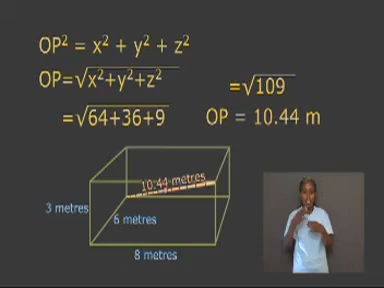 OP² = x² + y² + z²
OP=√x²+y²+z²
=√64+36+9
=√109
OP = 10.44 m
10.44 metres
3 metres
6 metres
8 metres